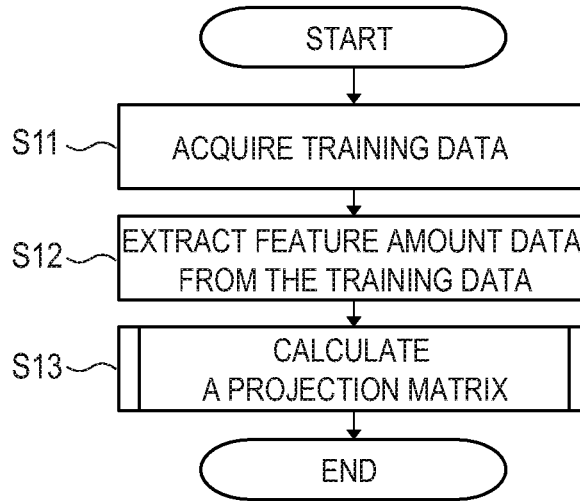 START
S11
ACQUIRE TRAINING DATA
S12
EXTRACT FEATURE AMOUNT DATA
FROM THE TRAINING DATA
S13
CALCULATE
A PROJECTION MATRIX
END